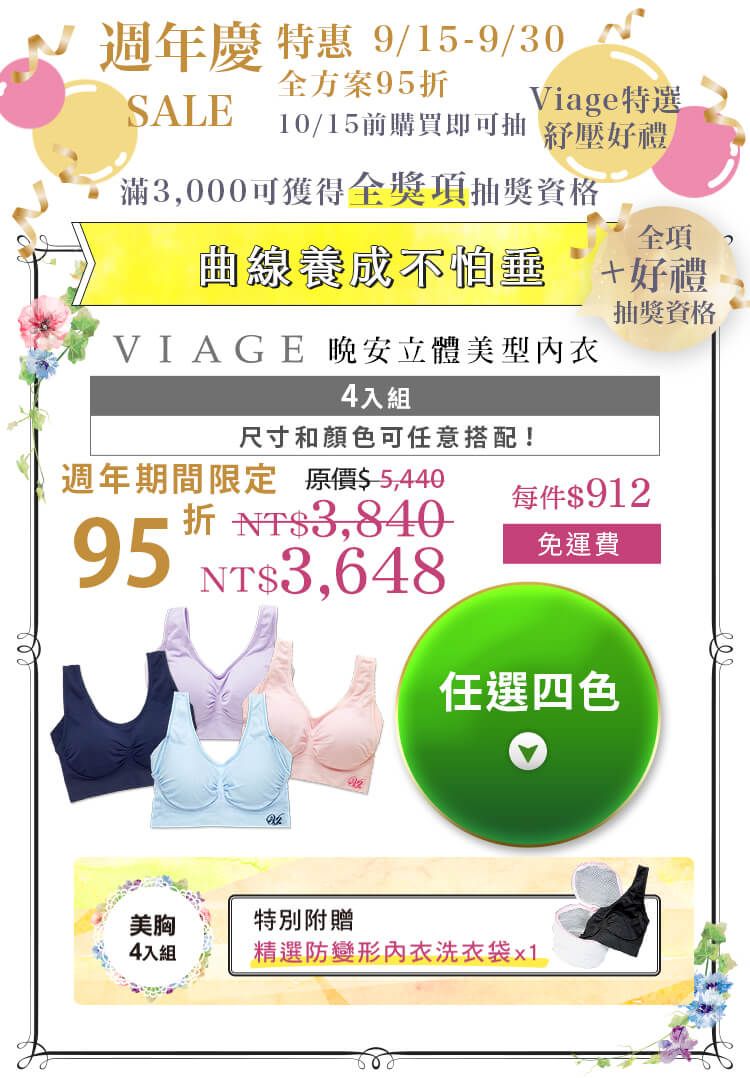 週年慶 特惠 9/15-9/30
SALE 全方案95折
10/15前購買即可抽
Viage特選
紓壓好禮
滿3,000可獲得全獎項抽獎資格
曲線養成不怕垂
全項
+好禮
抽獎資格
VIAGE 晚安立體美型內衣
4入組
尺寸和顏色可任意搭配！
週年期間限定
95折
原價$ 5,440
NT$3,840
NT$3,648
每件$912
免運費
任選四色
美胸
4入組
特別附贈
精選防變形內衣洗衣袋x1